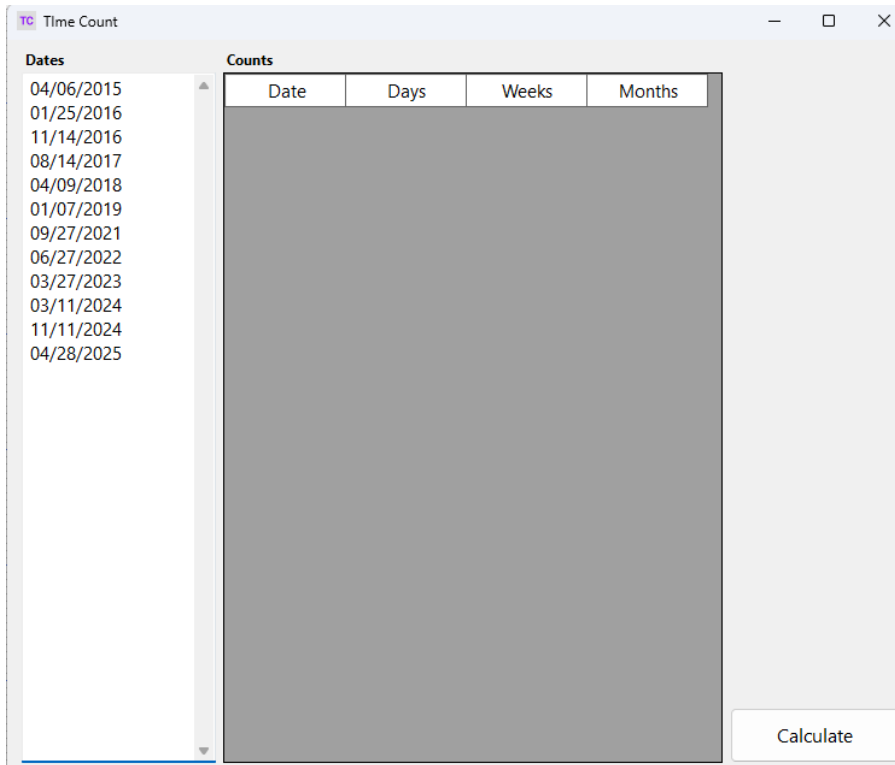 TC TIme Count
Dates
04/06/2015
01/25/2016
11/14/2016
08/14/2017
04/09/2018
01/07/2019
09/27/2021
06/27/2022
03/27/2023
03/11/2024
11/11/2024
04/28/2025
Counts
Date Days Weeks Months
Calculate